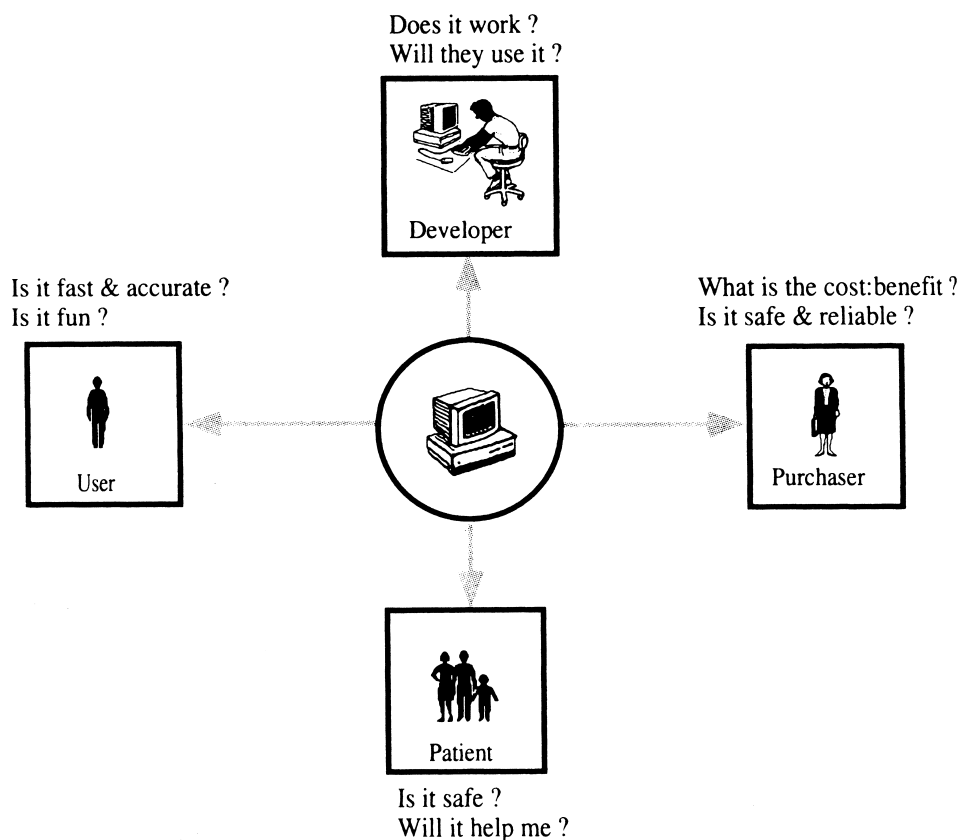 Does it work ?
Will they use it ?
Developer
Is it fast & accurate ?
Is it fun ?
User
What is the cost:benefit ?
Is it safe & reliable ?
Purchaser
Patient
Is it safe ?
Will it help me ?